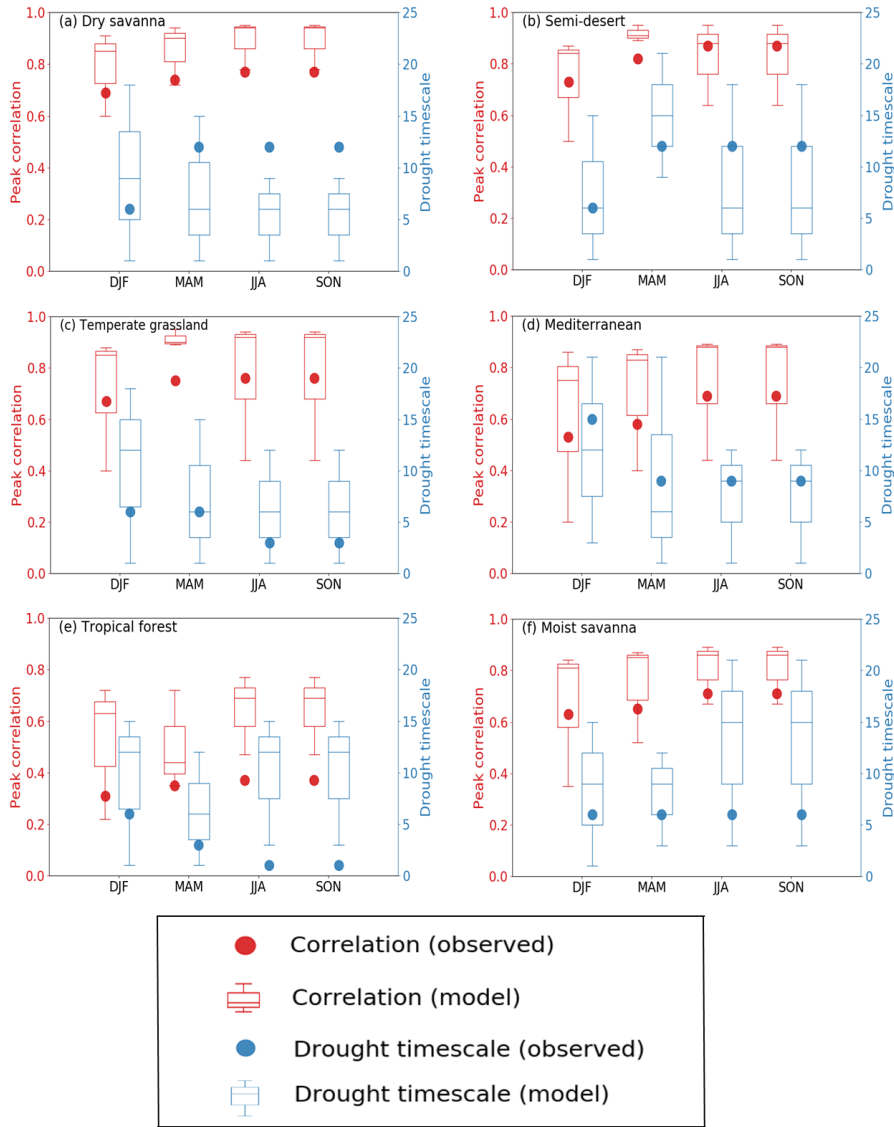 (a) Dry savanna
1.0
0.8
0.6
0.4
0.2
0.0
Peak correlation
25
20
15
10
5
0
Drought timescale
DJF MAM JJA SON
(b) Semi-desert
1.0
0.8
0.6
0.4
0.2
0.0
Peak correlation
25
20
15
10
5
0
Drought timescale
DJF MAM JJA SON
(c) Temperate grassland
1.0
0.8
0.6
0.4
0.2
0.0
Peak correlation
25
20
15
10
5
0
Drought timescale
DJF MAM JJA SON
(d) Mediterranean
1.0
0.8
0.6
0.4
0.2
0.0
Peak correlation
25
20
15
10
5
0
Drought timescale
DJF MAM JJA SON
(e) Tropical forest
1.0
0.8
0.6
0.4
0.2
0.0
Peak correlation
25
20
15
10
5
0
Drought timescale
DJF MAM JJA SON
(f) Moist savanna
1.0
0.8
0.6
0.4
0.2
0.0
Peak correlation
25
20
15
10
5
0
Drought timescale
DJF MAM JJA SON
Correlation (observed)
Correlation (model)
Drought timescale (observed)
Drought timescale (model)